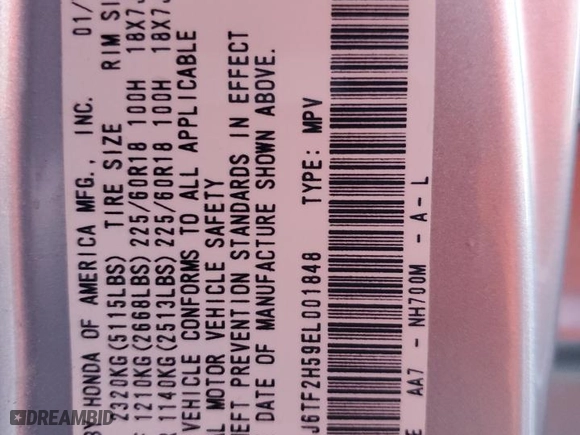 HONDA OF AMERICA MFG., INC. 01/
2320KG(5115LBS) TIRE SIZE RIM SI
1210KG(2668LBS) 225/60R18 100H 18X7.
1140KG(2513LBS) 225/60R18 100H 18X7.
VEHICLE CONFORMS TO ALL APPLICABLE
MOTOR VEHICLE SAFETY
THEFT PREVENTION STANDARDS IN EFFECT
DATE OF MANUFACTURE SHOWN ABOVE.
J6TF2H59EL001848 TYPE: MPV
AA7 - NH700M - A - L
AUTOBIDMASTER
DREAMBID